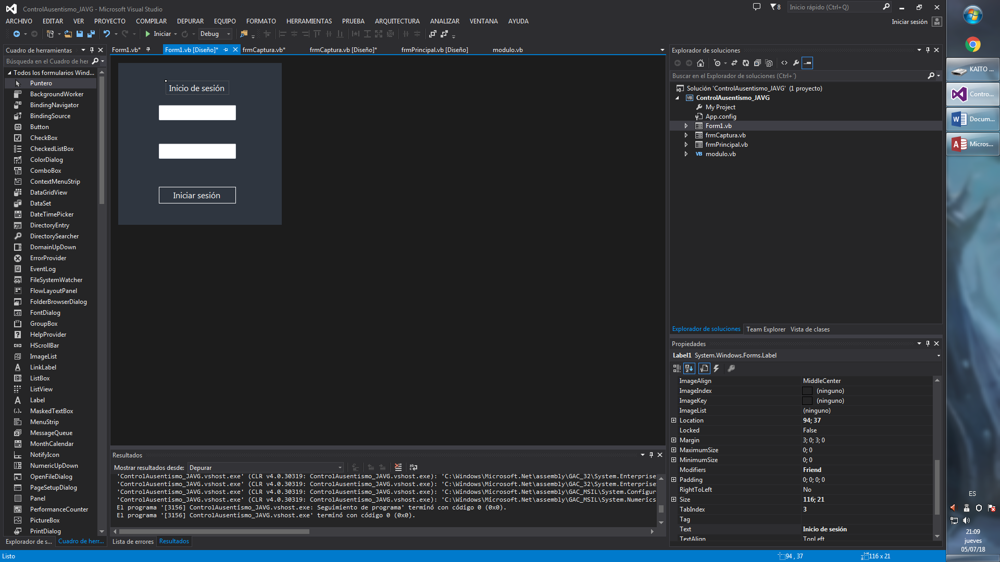 ControlAusentismo_JAVG - Microsoft Visual Studio
8
Inicio rápido (Ctrl+Q)
ARCHIVO EDITAR VER PROYECTO COMPILAR DEPURAR EQUIPO FORMATO HERRAMIENTAS PRUEBA ARQUITECTURA ANALIZAR VENTANA AYUDA
Iniciar sesión
Iniciar
Debug
Cuadro de herramientas
Búsqueda en el Cuadro de her
Todos los formularios Wind...
Puntero
BackgroundWorker
BindingNavigator
BindingSource
Button
CheckBox
CheckedListBox
ColorDialog
ComboBox
ContextMenuStrip
DataGridView
DataSet
DateTimePicker
DirectoryEntry
DirectorySearcher
DomainUpDown
ErrorProvider
EventLog
FileSystemWatcher
FlowLayoutPanel
FolderBrowserDialog
FontDialog
GroupBox
HelpProvider
HScrollBar
ImageList
LinkLabel
ListBox
ListView
Label
MaskedTextBox
MenuStrip
MessageQueue
MonthCalendar
NotifyIcon
NumericUpDown
OpenFileDialog
PageSetupDialog
Panel
PerformanceCounter
PictureBox
PrintDialog
Explorador de s...
Cuadro de herr...
Form1.vb*
Form1.vb [Diseño]*
frmCaptura.vb*
frmCaptura.vb [Diseño]*
frmPrincipal.vb [Diseño]
modulo.vb
Inicio de sesión
Iniciar sesión
Resultados
Mostrar resultados desde:
Depurar
'ControlAusentismo_JAVG.vshost.exe' (CLR v4.0.30319: ControlAusentismo_JAVG.vshost.exe): 'C:\Windows\Microsoft.Net\assembly\GAC_32\System.Enterprise
'ControlAusentismo_JAVG.vshost.exe' (CLR v4.0.30319: ControlAusentismo_JAVG.vshost.exe): 'C:\Windows\Microsoft.Net\assembly\GAC_32\System.Enterprise
'ControlAusentismo_JAVG.vshost.exe' (CLR v4.0.30319: ControlAusentismo_JAVG.vshost.exe): 'C:\Windows\Microsoft.Net\assembly\GAC_MSIL\System.Configur
'ControlAusentismo_JAVG.vshost.exe' (CLR v4.0.30319: ControlAusentismo_JAVG.vshost.exe): 'C:\Windows\Microsoft.Net\assembly\GAC_MSIL\System.Numerics
El programa '[3156] ControlAusentismo_JAVG.vshost.exe: Seguimiento de programa' terminó con código 0 (0x0).
El programa '[3156] ControlAusentismo_JAVG.vshost.exe' terminó con código 0 (0x0).
Lista de errores
Resultados
Explorador de soluciones
Buscar en el Explorador de soluciones (Ctrl+´)
Solución 'ControlAusentismo_JAVG' (1 proyecto)
VB ControlAusentismo_JAVG
My Project
App.config
Form1.vb
frmCaptura.vb
frmPrincipal.vb
VB modulo.vb
Explorador de soluciones
Team Explorer
Vista de clases
Propiedades
Label1 System.Windows.Forms.Label
ImageAlign MiddleCenter
ImageIndex (ninguno)
ImageKey (ninguno)
ImageList (ninguno)
Location 94; 37
Locked False
Margin 3; 0; 3; 0
MaximumSize 0; 0
MinimumSize 0; 0
Modifiers Friend
Padding 0; 0; 0; 0
RightToLeft No
Size 116; 21
TabIndex 3
Tag
Text Inicio de sesión
TextAlign TopLeft
Listo
94 , 37
116 x 21
KAITO ...
Contro...
Docum...
Micros...
ES
21:09
jueves
05/07/18